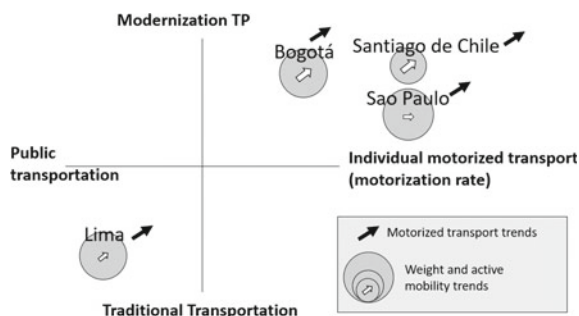 Modernization TP
Bogotá
Santiago de Chile
Sao Paulo
Public
transportation
Individual motorized transport
(motorization rate)
Lima
Motorized transport trends
Weight and active
mobility trends
Traditional Transportation